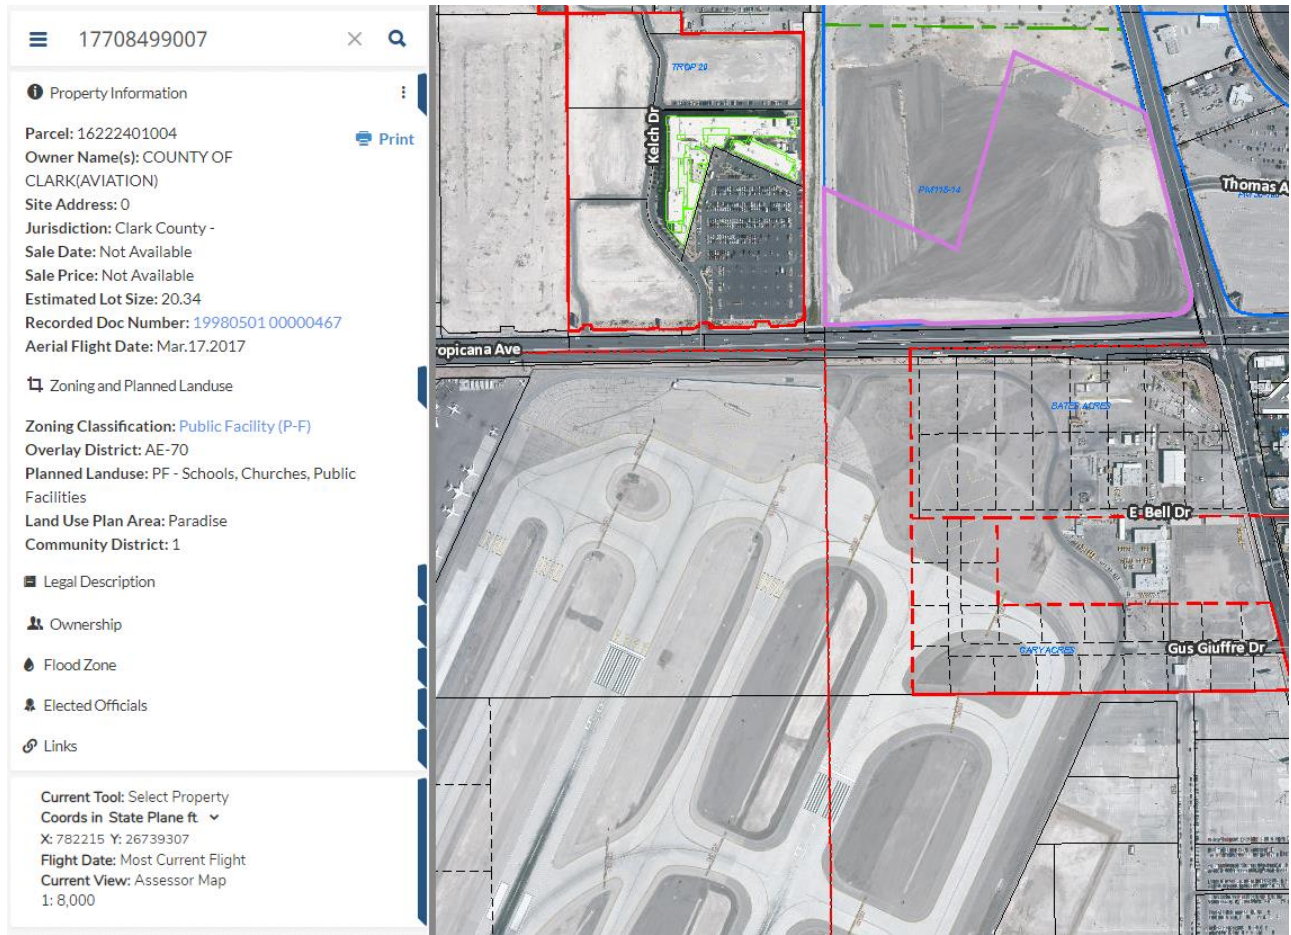 17708499007
Property Information
Parcel: 16222401004
Print
Owner Name(s): COUNTY OF
CLARK(AVIATION)
Site Address: 0
Jurisdiction: Clark County -
Sale Date: Not Available
Sale Price: Not Available
Estimated Lot Size: 20.34
Recorded Doc Number: 19980501 00000467
Aerial Flight Date: Mar.17.2017
Zoning and Planned Landuse
Zoning Classification: Public Facility (P-F)
Overlay District: AE-70
Planned Landuse: PF - Schools, Churches, Public
Facilities
Land Use Plan Area: Paradise
Community District: 1
Legal Description
Ownership
Flood Zone
Elected Officials
Links
Current Tool: Select Property
Coords in State Plane ft
X: 782215 Y: 26739307
Flight Date: Most Current Flight
Current View: Assessor Map
1: 8,000
TROP 20
Kelch Dr
PM 115-14
Thomas A
ropicana Ave
BATES ACRES
E Bell Dr
CARY ACRES
Gus Giuffre Dr